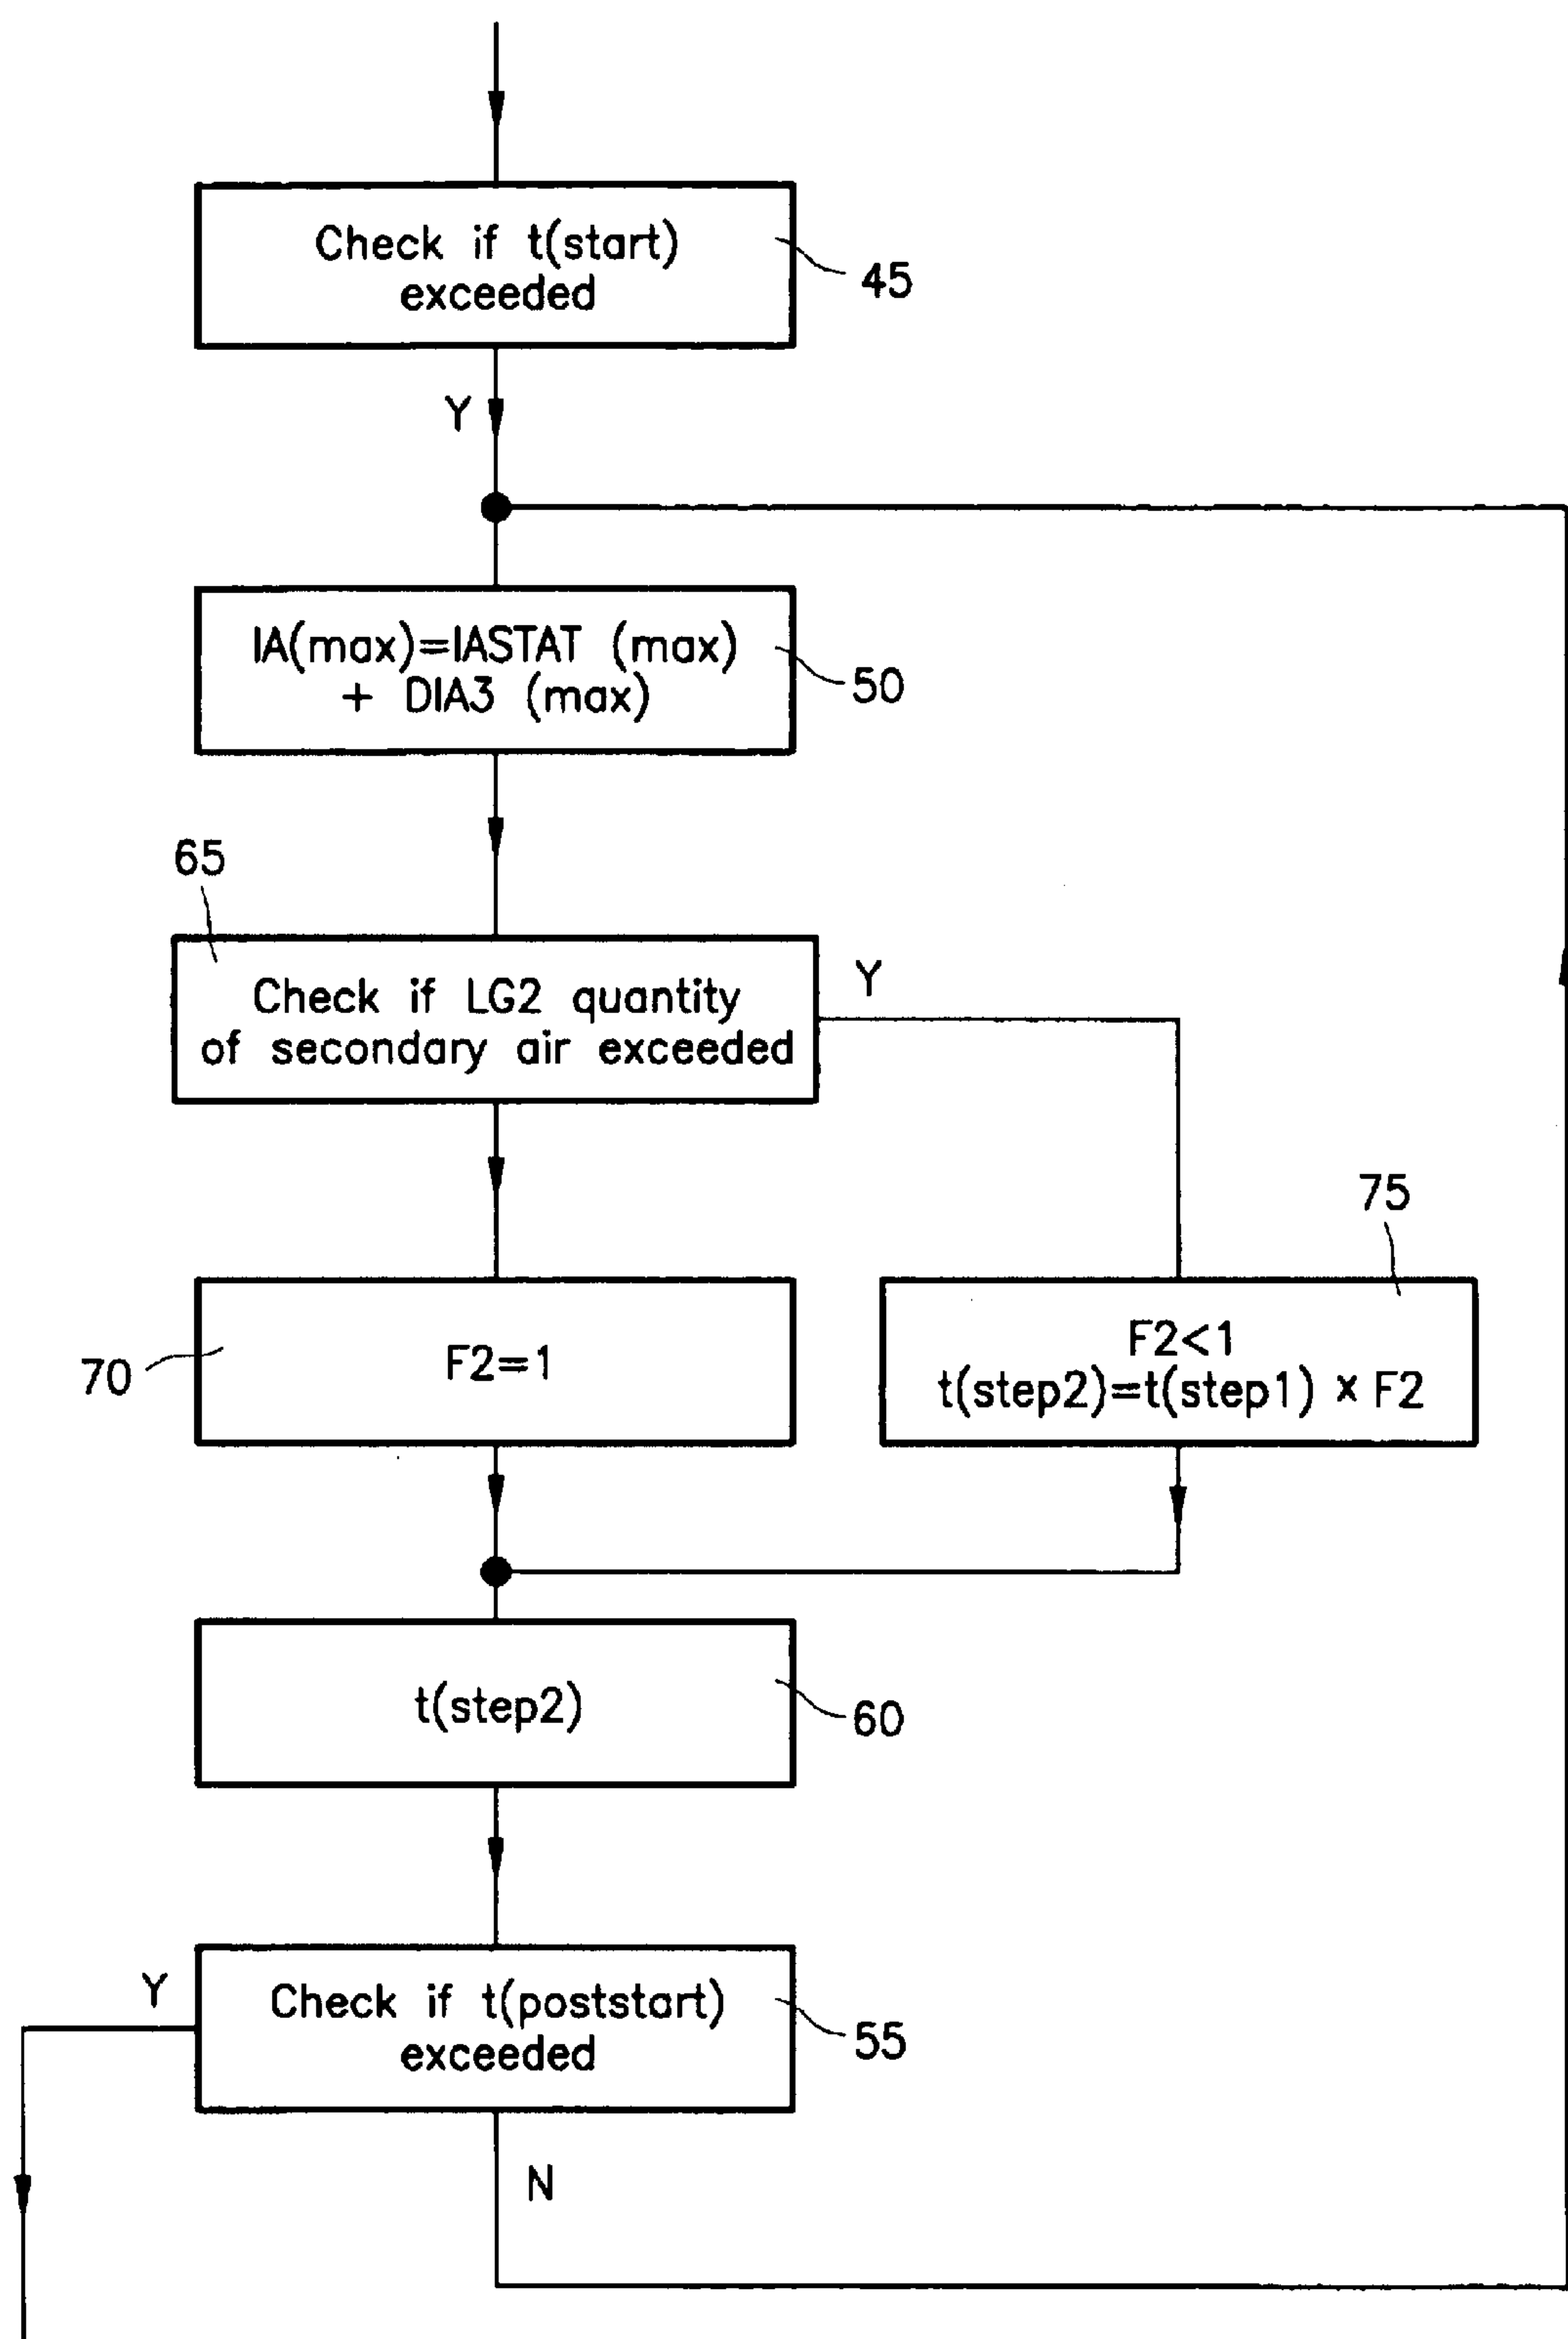 Check if t(start)
exceeded
45
Y
IA(max)=IASTAT (max)
+ DIA3 (max)
50
65
Check if LG2 quantity
of secondary air exceeded
Y
75
70
F2=1
F2<1
t(step2)=t(step1) x F2
t(step2)
60
Y
Check if t(poststart)
exceeded
55
N